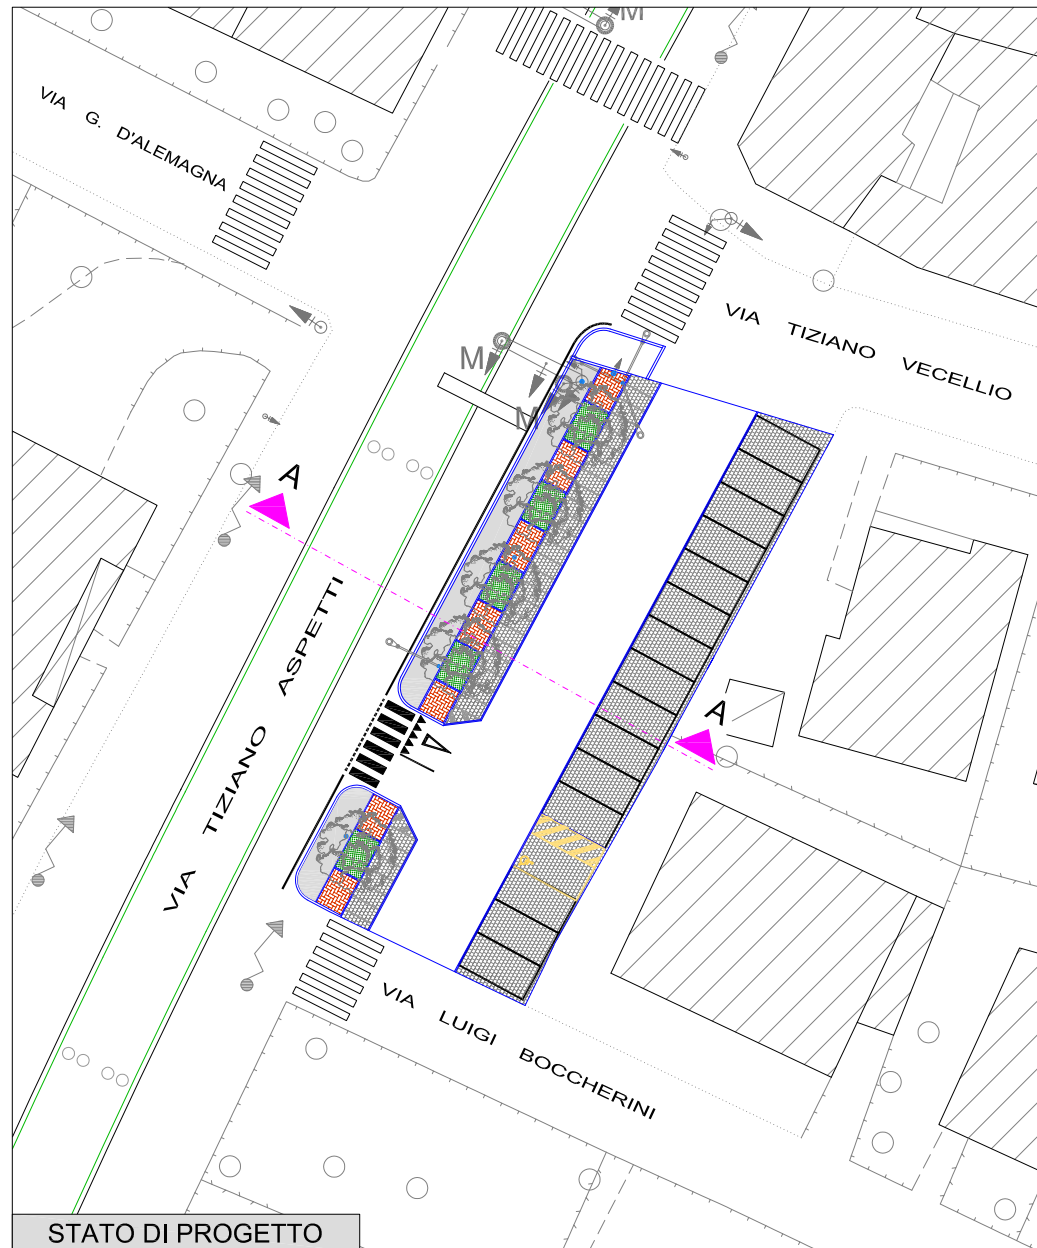 M
VIA G. D'ALEMAGNA
VIA TIZIANO VECELLIO
M
M
A
VIA TIZIANO ASPETTI
A
VIA LUIGI BOCCHERINI
STATO DI PROGETTO